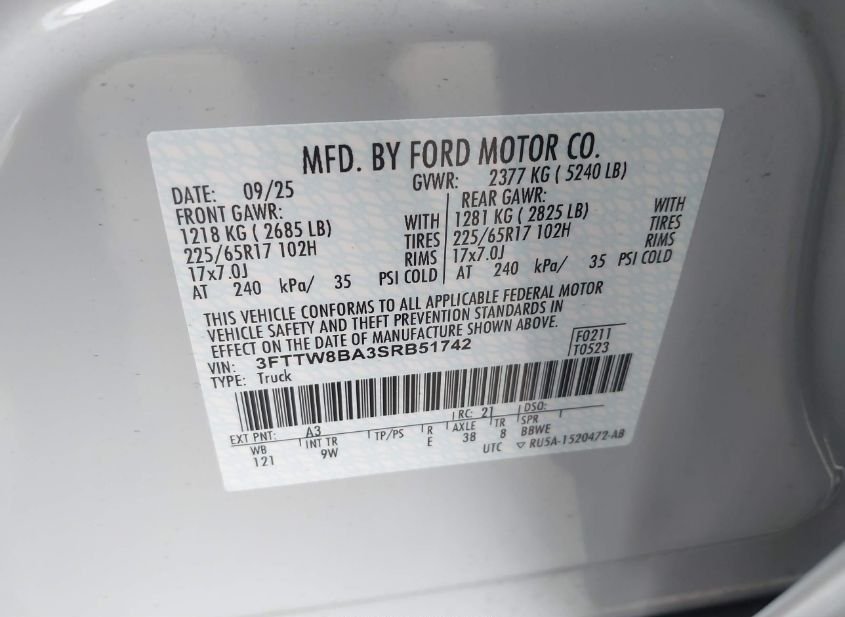 MFD. BY FORD MOTOR CO.
DATE: 09/25 GVWR: 2377 KG ( 5240 LB)
FRONT GAWR: REAR GAWR:
1218 KG ( 2685 LB) WITH 1281 KG ( 2825 LB) WITH
225/65R17 102H TIRES 225/65R17 102H TIRES
17x7.0J RIMS 17x7.0J RIMS
AT 240 kPa/ 35 PSI COLD AT 240 kPa/ 35 PSI COLD
THIS VEHICLE CONFORMS TO ALL APPLICABLE FEDERAL MOTOR
VEHICLE SAFETY AND THEFT PREVENTION STANDARDS IN
EFFECT ON THE DATE OF MANUFACTURE SHOWN ABOVE.
VIN: 3FTTW8BA3SRB51742 F0211
TYPE: Truck T0523
EXT PNT: A3 RC: 21 DSO:
WB INT TR TP/PS R AXLE TR SPR
121 9W E 38 8 BBWE
UTC ▽ RU5A-1520472-AB